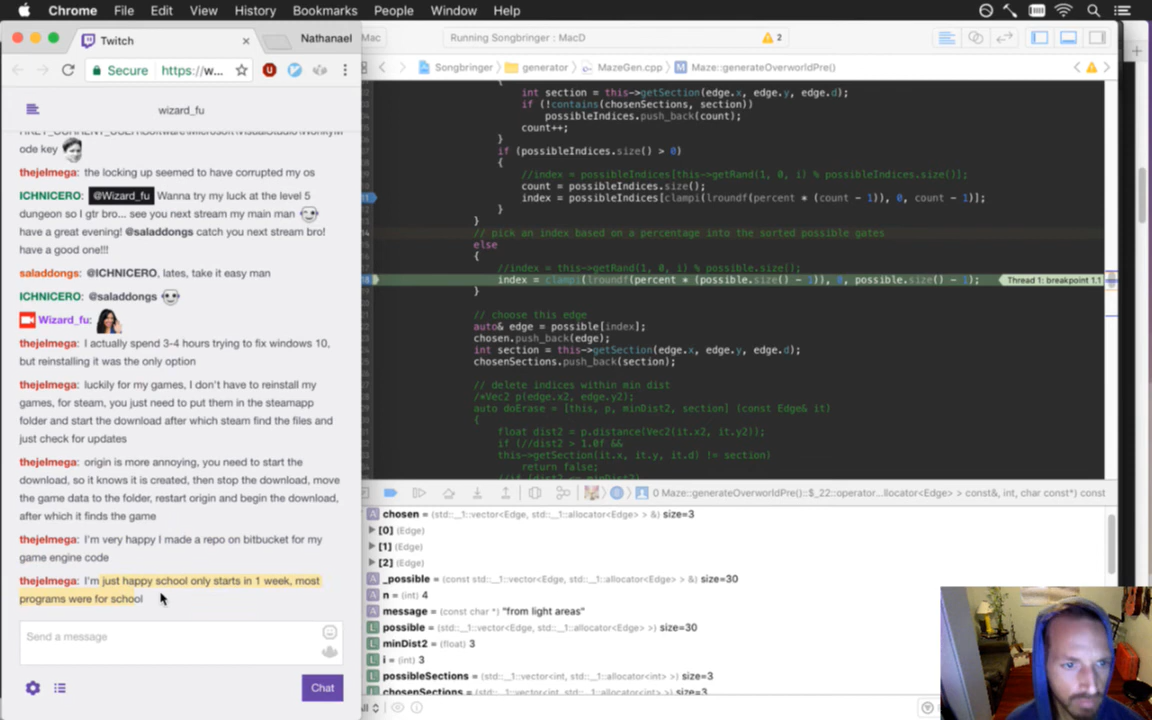 Chrome File Edit View History Bookmarks People Window Help
Twitch
Nathanael
Mac
Running Songbringer : MacD
2
Secure
https://w...
Songbringer
generator
MazeGen.cpp
Maze::generateOverworldPre()
wizard_fu
ode key
thejelmega: the locking up seemed to have corrupted my os
ICHNICERO: @Wizard_fu Wanna try my luck at the level 5
dungeon so I gtr bro... see you next stream my main man
have a great evening! @saladdongs catch you next stream bro!
have a good one!!!
saladdongs: @ICHNICERO, lates, take it easy man
ICHNICERO: @saladdongs
Wizard_fu:
thejelmega: I actually spend 3-4 hours trying to fix windows 10,
but reinstalling it was the only option
thejelmega: luckily for my games, I don't have to reinstall my
games, for steam, you just need to put them in the steamapp
folder and start the download after which steam find the files and
just check for updates
thejelmega: origin is more annoying, you need to start the
download, so it knows it is created, then stop the download, move
the game data to the folder, restart origin and begin the download,
after which it finds the game
thejelmega: I'm very happy I made a repo on bitbucket for my
game engine code
thejelmega: I'm just happy school only starts in 1 week, most
programs were for school
Send a message
Chat
int section = this->getSection(edge.x, edge.y, edge.d);
if (!contains(chosenSections, section))
possibleIndices.push_back(count);
count++;
}
if (possibleIndices.size() > 0)
{
//index = possibleIndices[this->getRand(1, 0, i) % possibleIndices.size()];
count = possibleIndices.size();
index = possibleIndices[clampi(lroundf(percent * (count - 1)), 0, count - 1)];
}
}
// pick an index based on a percentage into the sorted possible gates
else
{
//index = this->getRand(1, 0, i) % possible.size();
index = clampi(lroundf(percent * (possible.size() - 1)), 0, possible.size() - 1);
Thread 1: breakpoint 1.1
}
// choose this edge
auto& edge = possible[index];
chosen.push_back(edge);
int section = this->getSection(edge.x, edge.y, edge.d);
chosenSections.push_back(section);
// delete indices within min dist
/*Vec2 p(edge.x2, edge.y2);
auto doErase = [this, p, minDist2, section] (const Edge& it)
{
float dist2 = p.distance(Vec2(it.x2, it.y2));
if (//dist2 > 1.0f &&
this->getSection(it.x, it.y, it.d) != section)
return false;
0 Maze::generateOverworldPre()::$_22::operator...llocator<Edge> > const&, int, char const*) const
chosen = (std::__1::vector<Edge, std::__1::allocator<Edge> > &) size=3
[0] (Edge)
[1] (Edge)
[2] (Edge)
_possible = (const std::__1::vector<Edge, std::__1::allocator<Edge> > &) size=30
n = (int) 4
message = (const char *) "from light areas"
possible = (std::__1::vector<Edge, std::__1::allocator<Edge> >) size=30
minDist2 = (float) 3
i = (int) 3
possibleSections = (std::__1::vector<int, std::__1::allocator<int> >) size=3
chosenSections = (std::__1::vector<int, std::__1::allocator<int> >) size=3